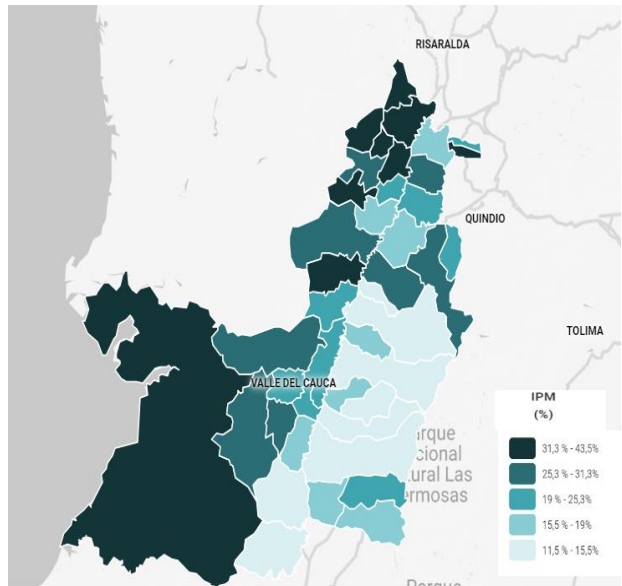 RISARALDA
QUINDIO
TOLIMA
VALLE DEL CAUCA
IPM
(%)
31,3 % - 43,5%
25,3 % - 31,3%
19 % - 25,3%
15,5 % - 19%
11,5 % - 15,5%
arque
cional
tural Las
ermosas
Parque